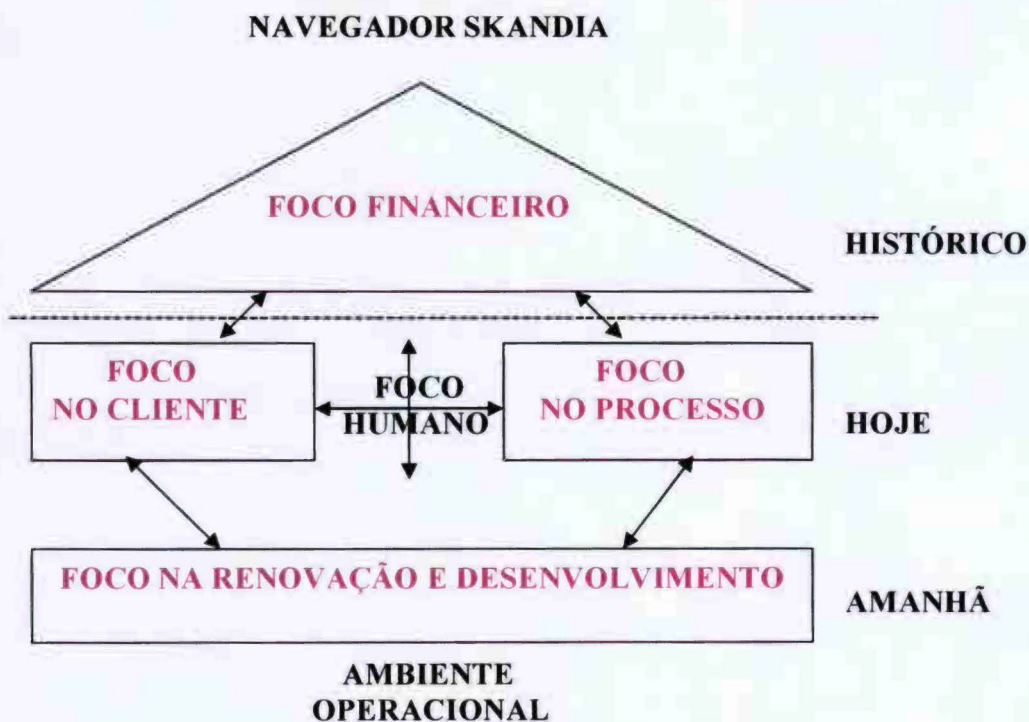 NAVEGADOR SKANDIA
FOCO FINANCEIRO
HISTÓRICO
FOCO
NO CLIENTE
FOCO
HUMANO
FOCO
NO PROCESSO
HOJE
FOCO NA RENOVAÇÃO E DESENVOLVIMENTO
AMANHÃ
AMBIENTE
OPERACIONAL